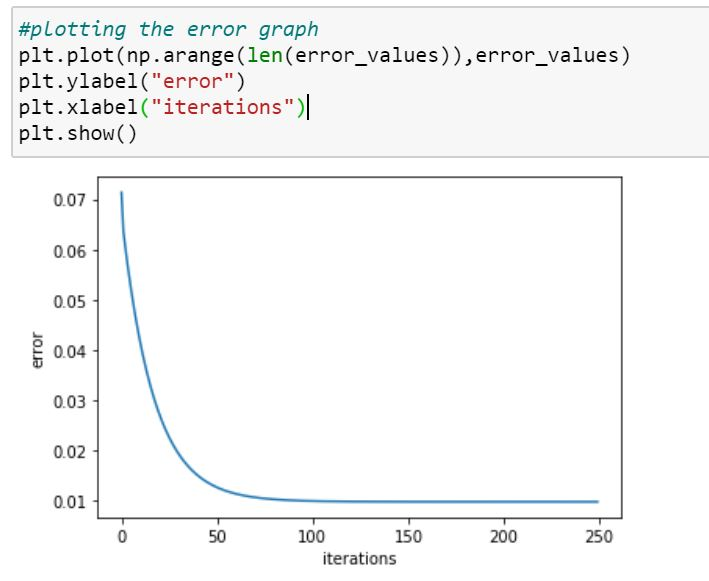 #plotting the error graph
plt.plot(np.arange(len(error_values)),error_values)
plt.ylabel("error")
plt.xlabel("iterations")
plt.show()
0.07
0.06
0.05
0.04
0.03
0.02
0.01
error
0 50 100 150 200 250
iterations